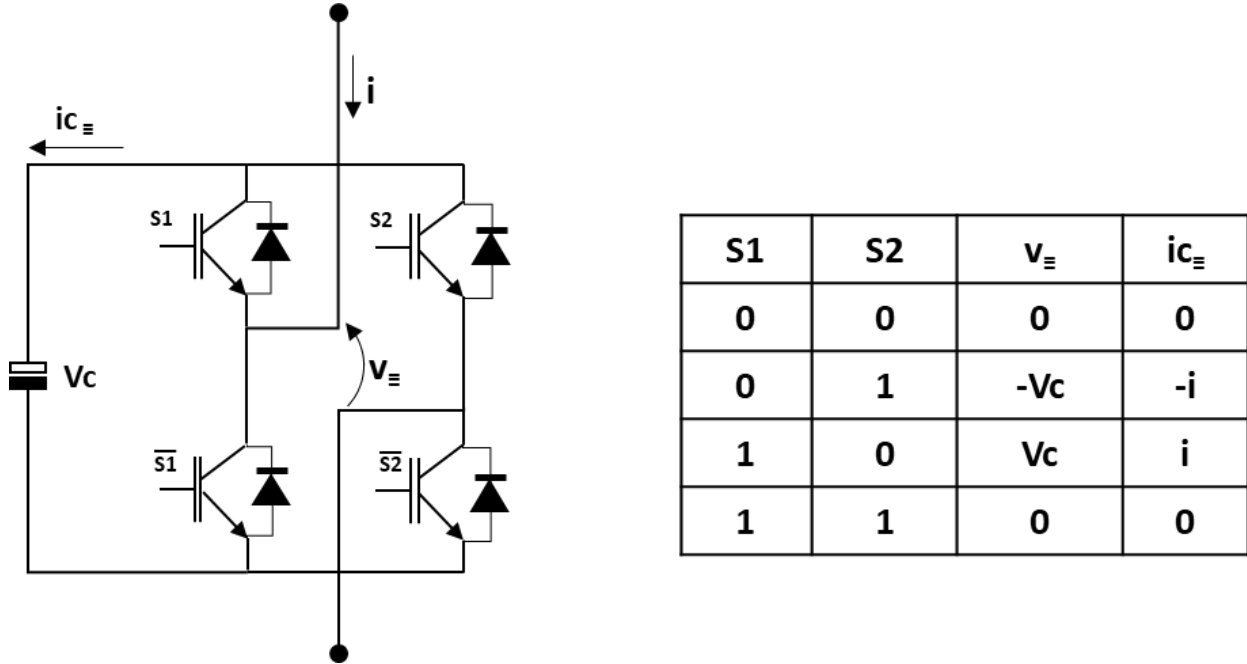 i
ic≡
S1
S2
Vc
v≡
S1̅
S2̅
S1 S2 v≡ ic≡
0 0 0 0
0 1 -Vc -i
1 0 Vc i
1 1 0 0